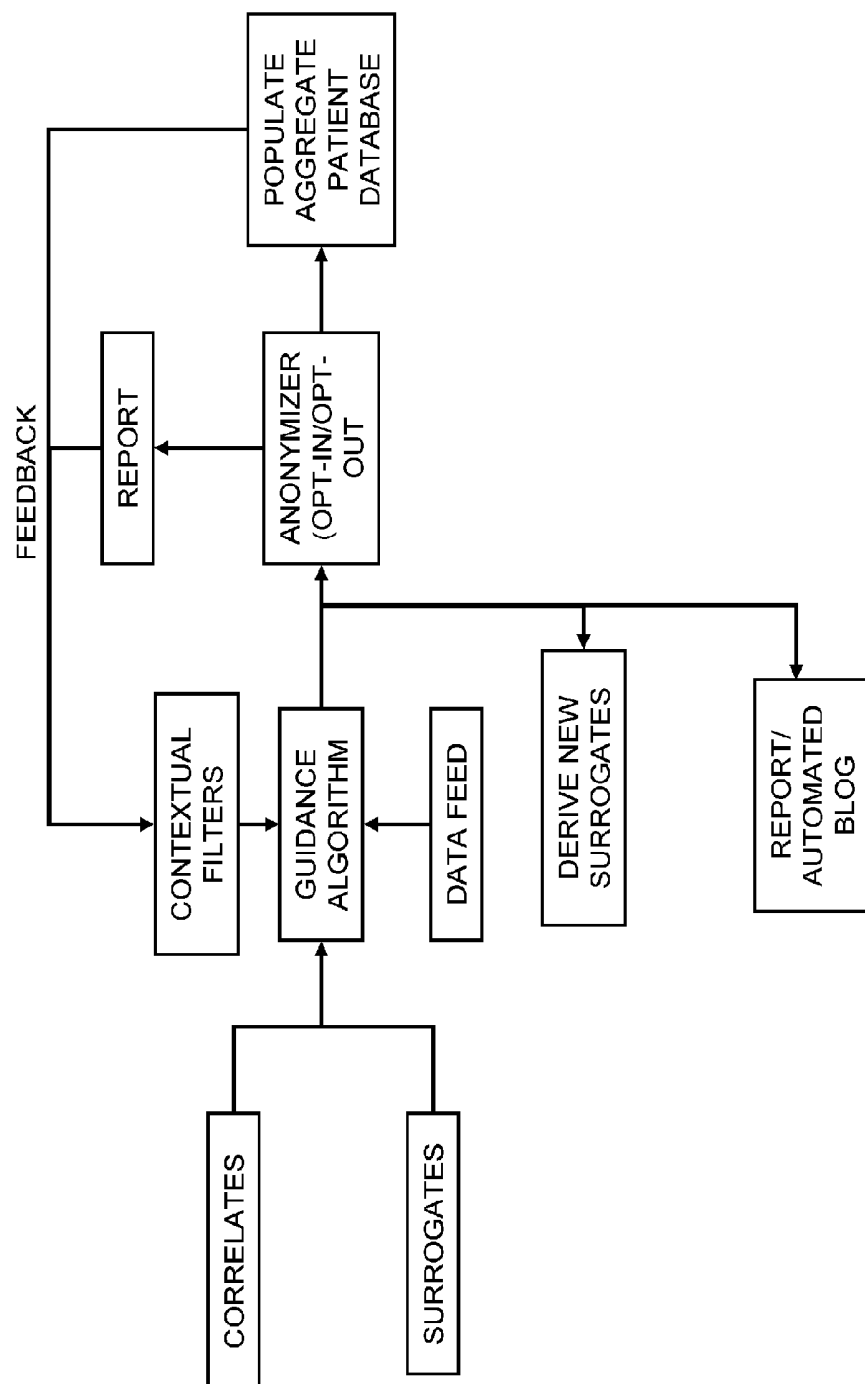 CORRELATES
SURROGATES
CONTEXTUAL
FILTERS
GUIDANCE
ALGORITHM
DATA FEED
DERIVE NEW
SURROGATES
REPORT/
AUTOMATED
BLOG
FEEDBACK
REPORT
ANONYMIZER
(OPT-IN/OPT-
OUT
POPULATE
AGGREGATE
PATIENT
DATABASE